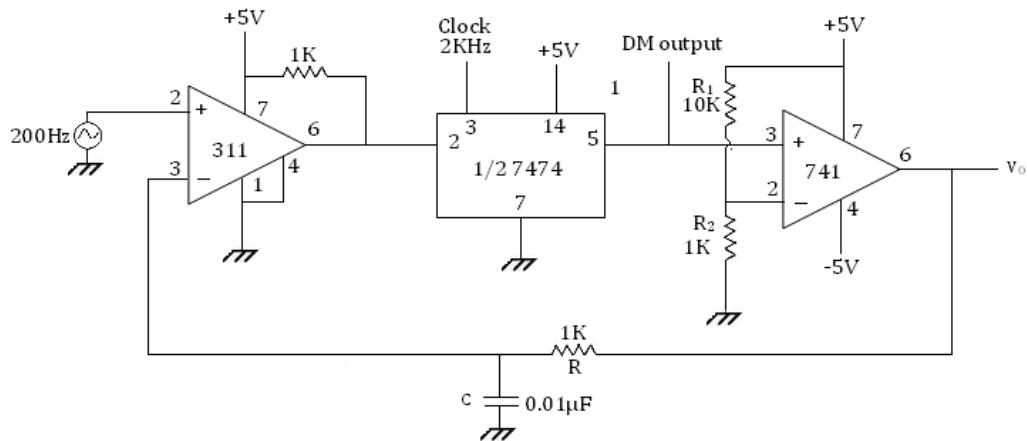 +5V
1K
2
+
7
200Hz
311
6
3
−
1
4
Clock
2KHz
+5V
1
DM output
3
14
2
5
1/2 7474
7
+5V
R₁
10K
3
+
7
6
741
V₀
2
−
4
R₂
1K
-5V
1K
R
C
0.01µF